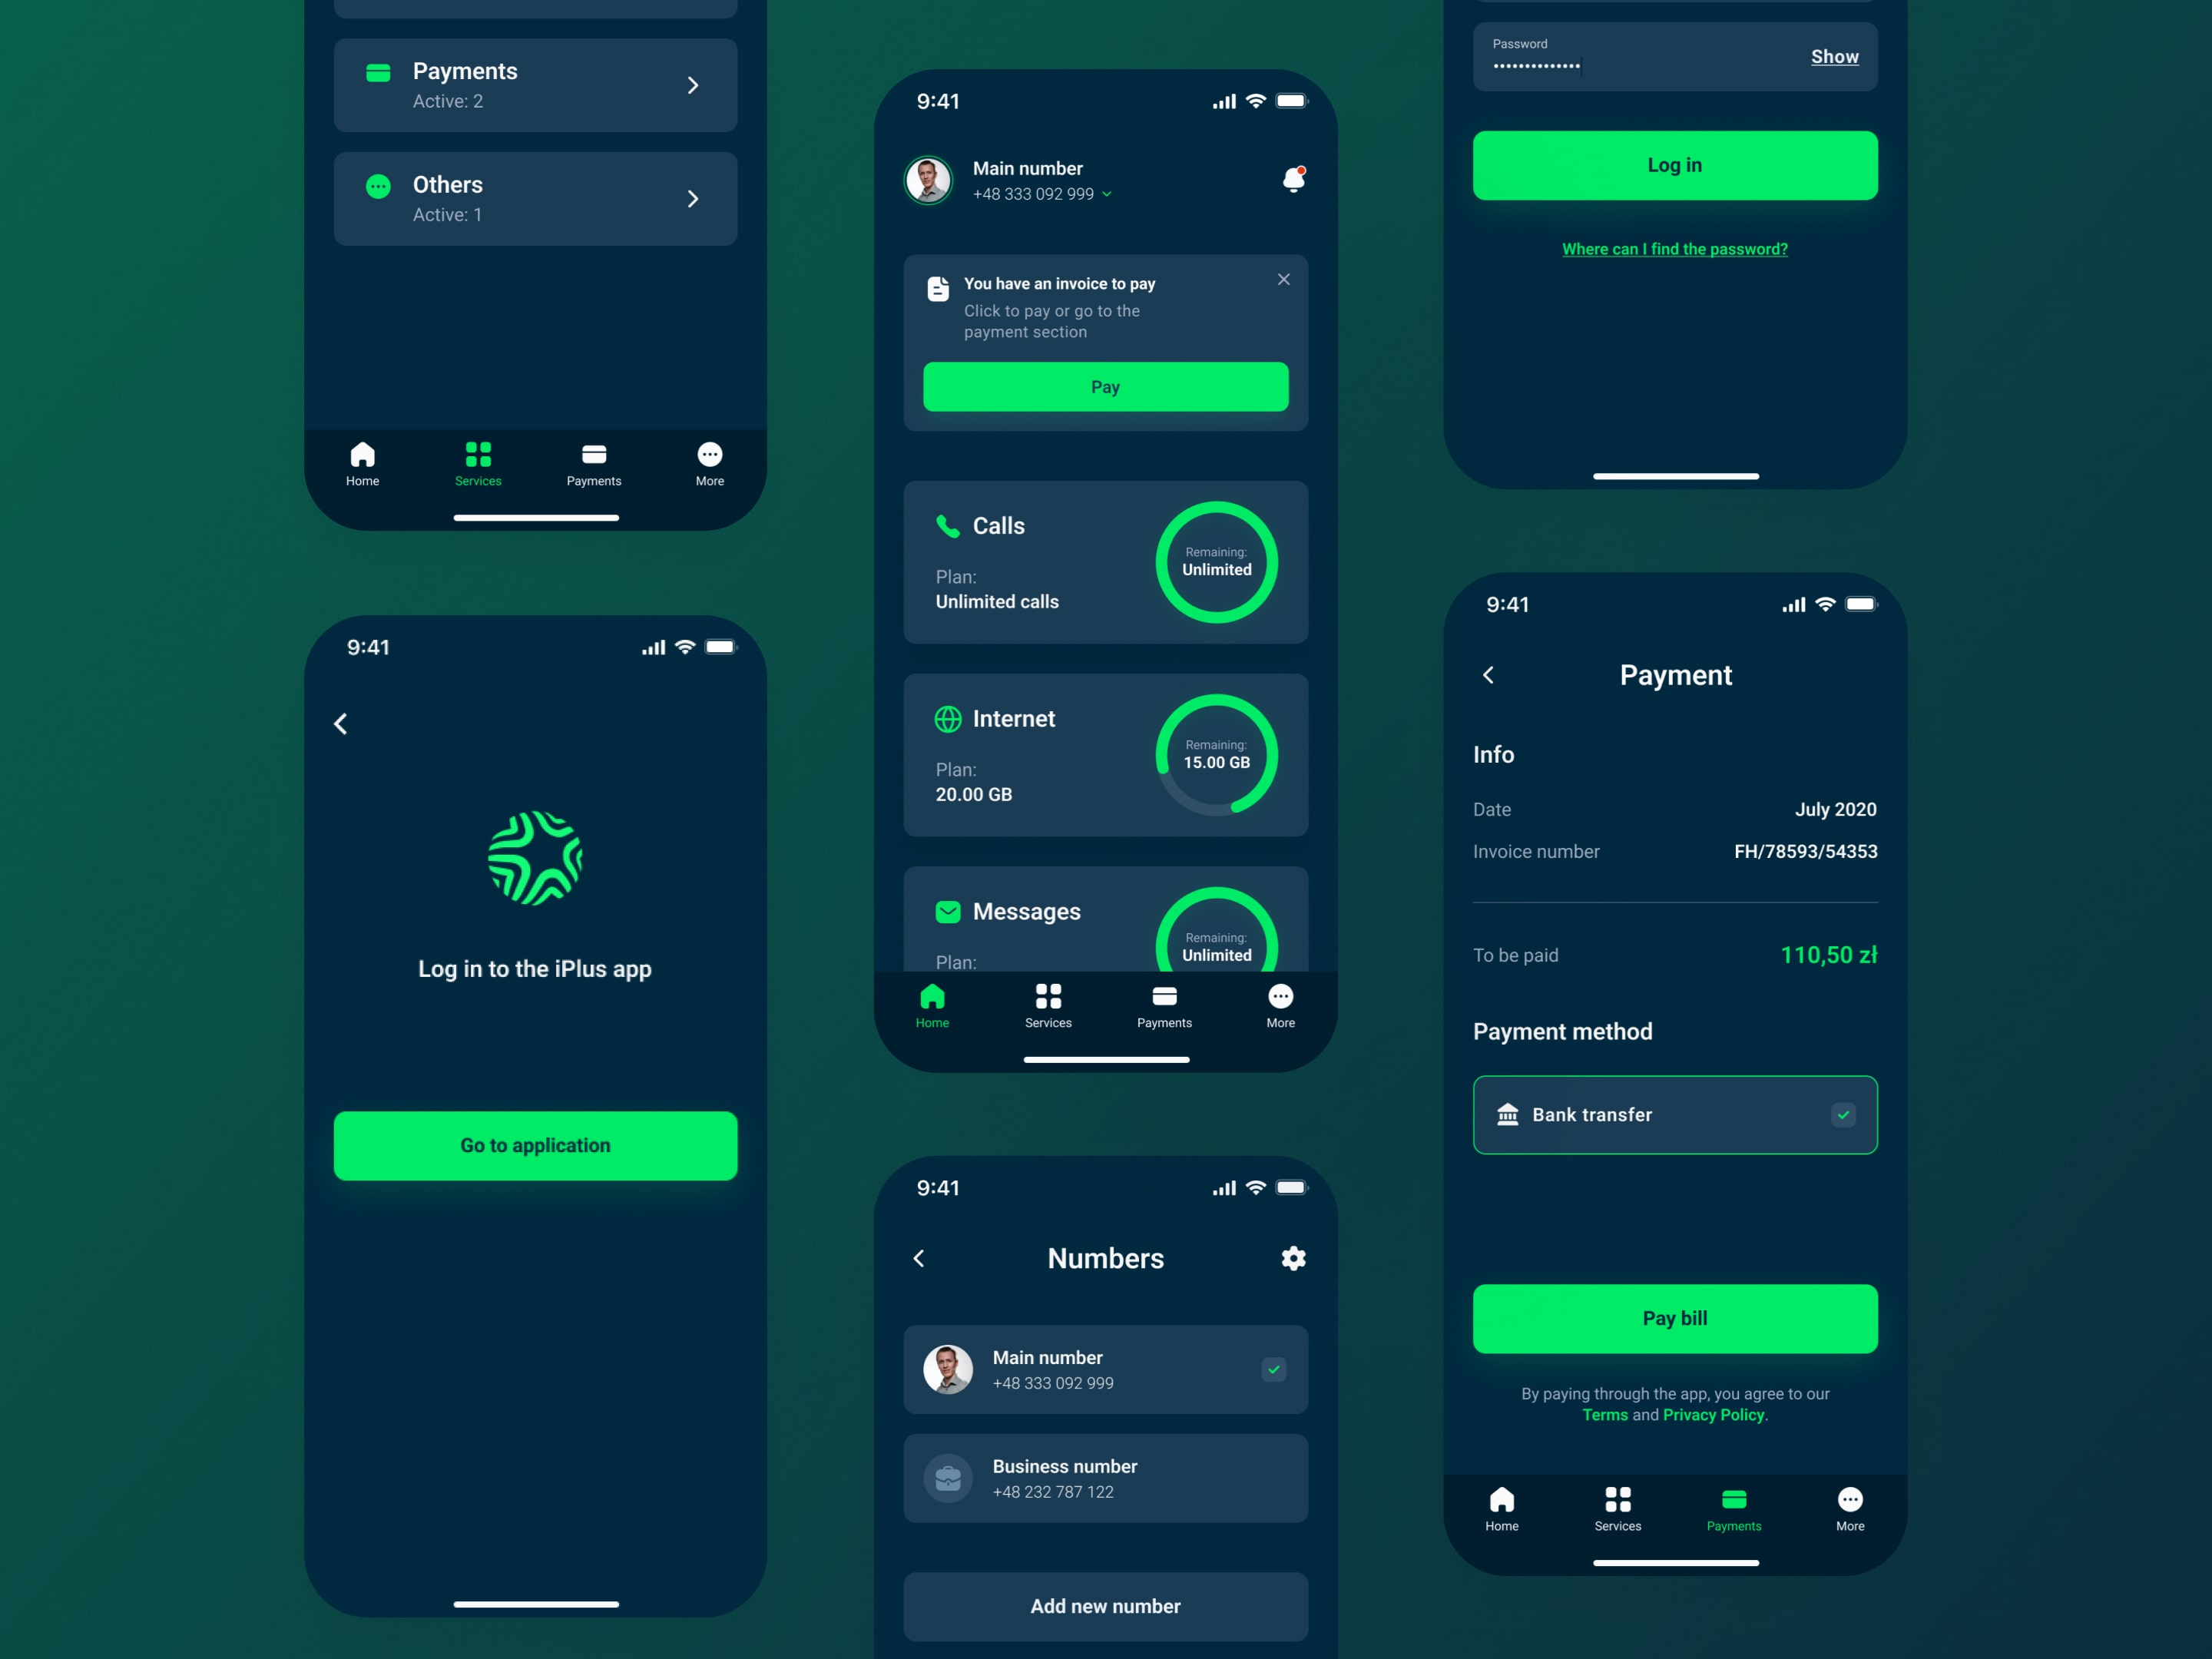 Payments
Active: 2
Others
Active: 1
Home
Services
Payments
More
9:41
Log in to the iPlus app
Go to application
9:41
Main number
+48 333 092 999
You have an invoice to pay
Click to pay or go to the
payment section
Pay
Calls
Plan:
Unlimited calls
Remaining:
Unlimited
Internet
Plan:
20.00 GB
Remaining:
15.00 GB
Messages
Plan:
Remaining:
Unlimited
Home
Services
Payments
More
9:41
Numbers
Main number
+48 333 092 999
Business number
+48 232 787 122
Add new number
Password
Show
Log in
Where can I find the password?
9:41
Payment
Info
Date
July 2020
Invoice number
FH/78593/54353
To be paid
110,50 zł
Payment method
Bank transfer
Pay bill
By paying through the app, you agree to our
Terms and Privacy Policy.
Home
Services
Payments
More